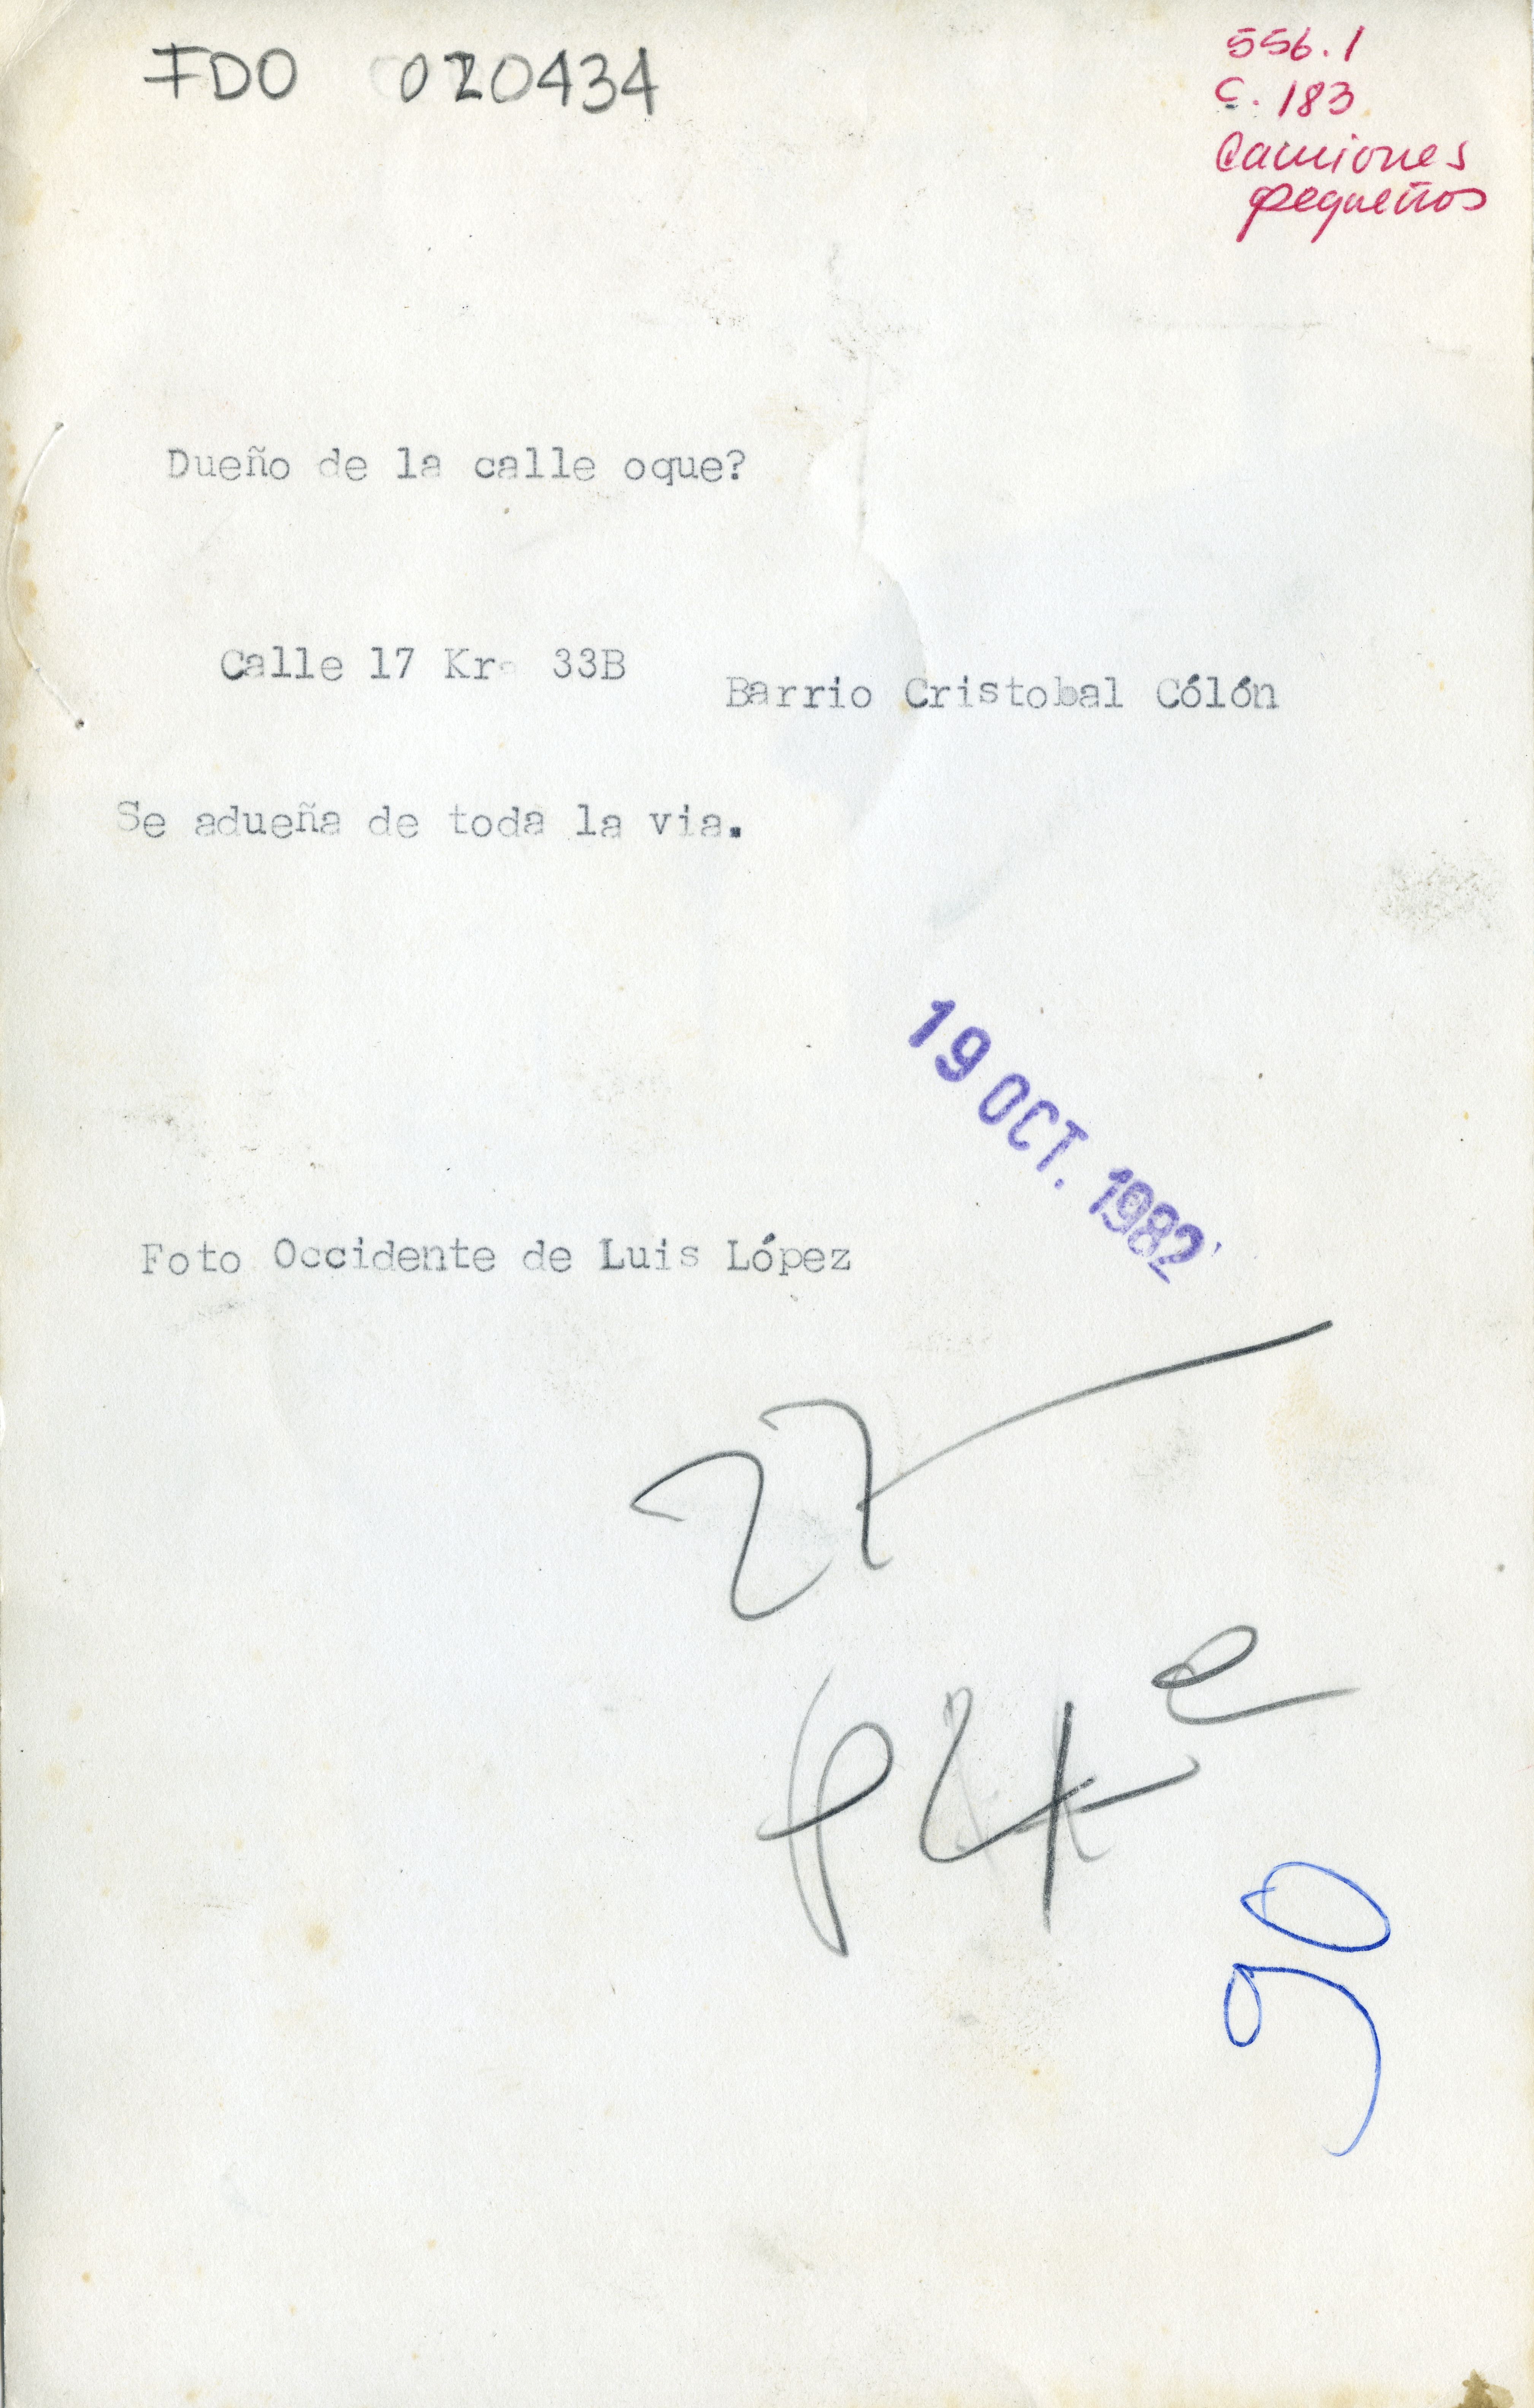 FDO 020434
556.1
C. 183
Camiones
pequeños
Dueño de la calle oque?
Calle 17 Kra 33B
Barrio Cristobal Cólón
Se adueña de toda la via.
19 OCT. 1982
Foto Occidente de Luis López
27
90